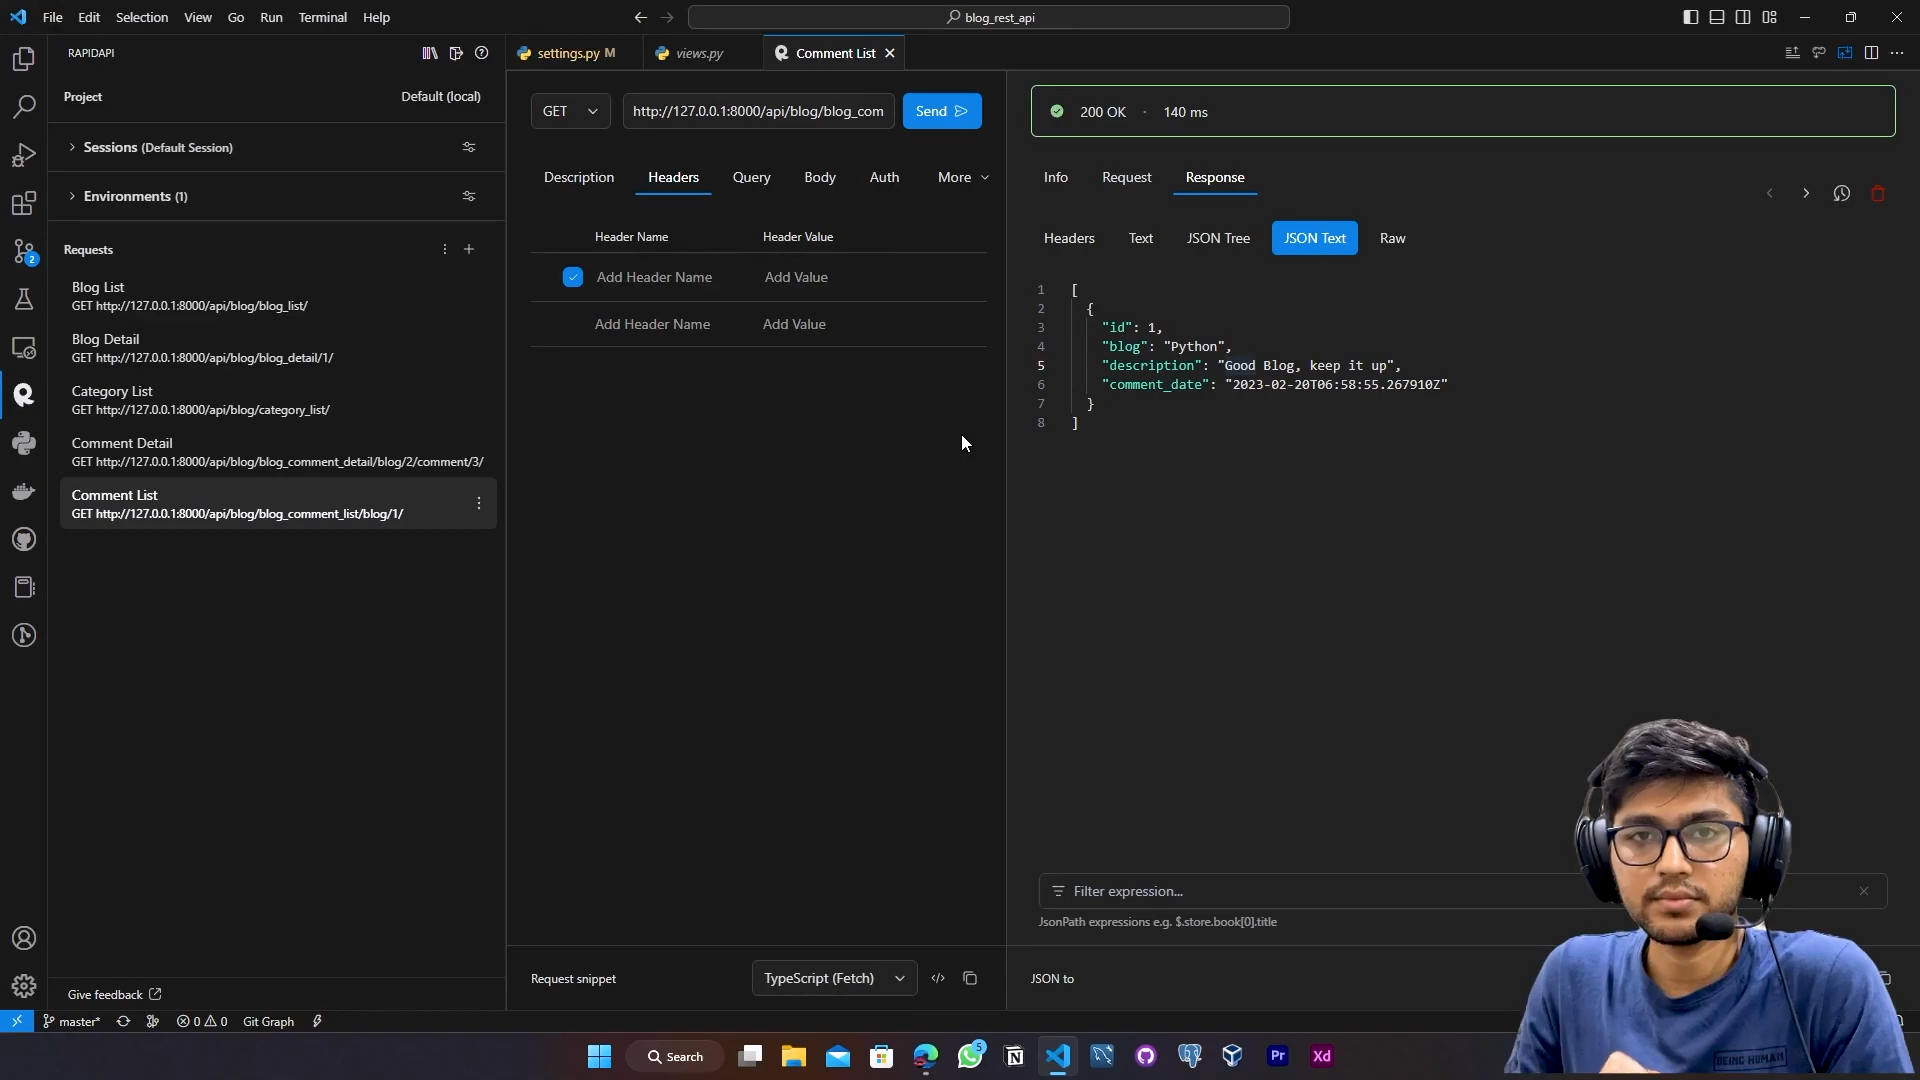 File Edit Selection View Go Run Terminal Help
blog_rest_api
RAPIDAPI
settings.py M
views.py
Comment List
Project
Default (local)
Sessions (Default Session)
Environments (1)
Requests
Blog List
GET http://127.0.0.1:8000/api/blog/blog_list/
Blog Detail
GET http://127.0.0.1:8000/api/blog/blog_detail/1/
Category List
GET http://127.0.0.1:8000/api/blog/category_list/
Comment Detail
GET http://127.0.0.1:8000/api/blog/blog_comment_detail/blog/2/comment/3/
Comment List
GET http://127.0.0.1:8000/api/blog/blog_comment_list/blog/1/
Give feedback
GET
http://127.0.0.1:8000/api/blog/blog_com
Send
Description Headers Query Body Auth More
Header Name Header Value
Add Header Name Add Value
Add Header Name Add Value
Request snippet
TypeScript (Fetch)
200 OK · 140 ms
Info Request Response
Headers Text JSON Tree JSON Text Raw
1 [
2 {
3 "id": 1,
4 "blog": "Python",
5 "description": "Good Blog, keep it up",
6 "comment_date": "2023-02-20T06:58:55.267910Z"
7 }
8 ]
Filter expression...
JsonPath expressions e.g. $.store.book[0].title
JSON to
BEING HUMAN
2
master* 0 0 Git Graph
Search
5
N
Pr
Xd